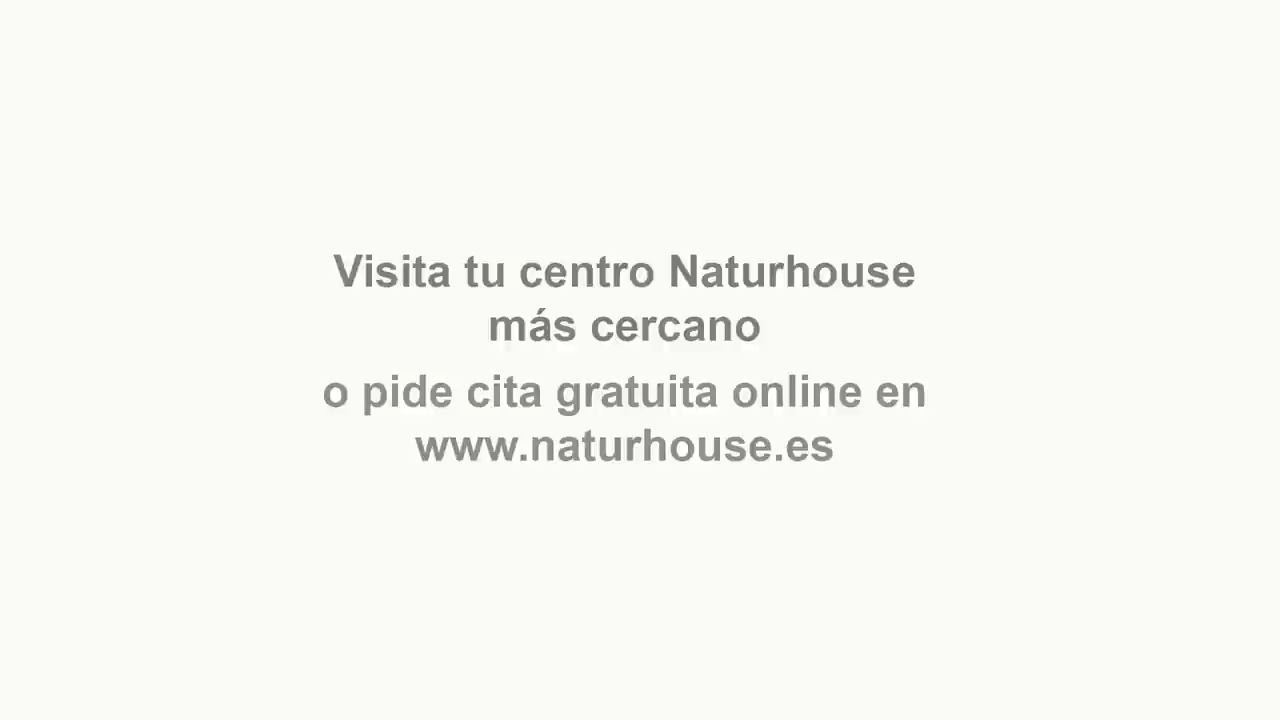 Visita tu centro Naturhouse
más cercano
o pide cita gratuita online en
www.naturhouse.es